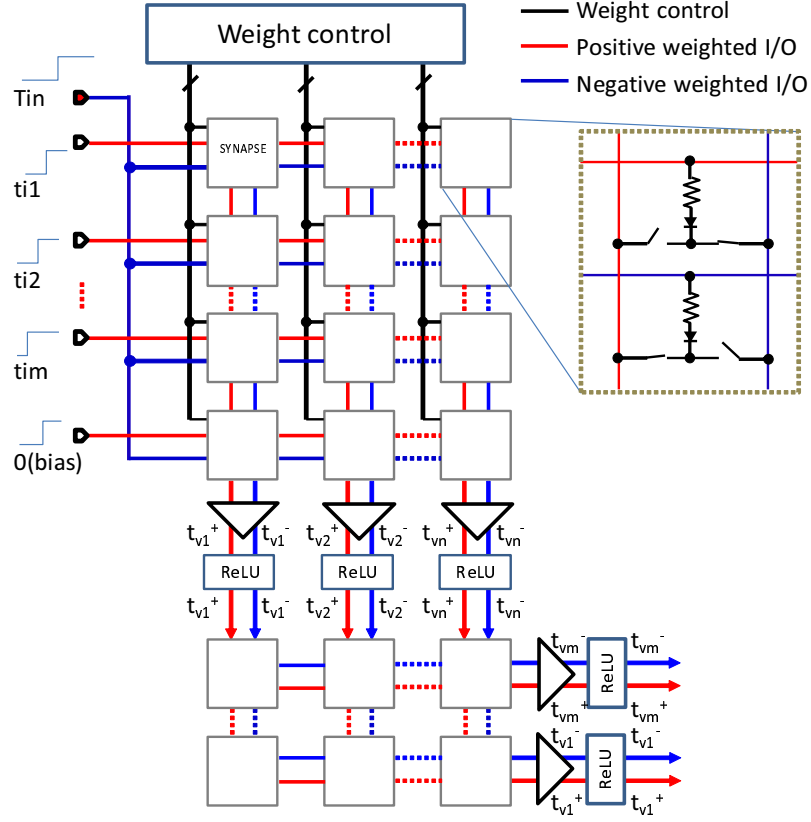 Weight control
Weight control
Positive weighted I/O
Negative weighted I/O
Tin
SYNAPSE
ti1
ti2
tim
0(bias)
tv1+ tv1- tv2+ tv2- tvn+ tvn-
ReLU ReLU ReLU
tv1+ tv1- tv2+ tv2- tvn+ tvn-
tvm- tvm-
ReLU
tvm+ tvm+
tv1- tv1-
ReLU
tv1+ tv1+